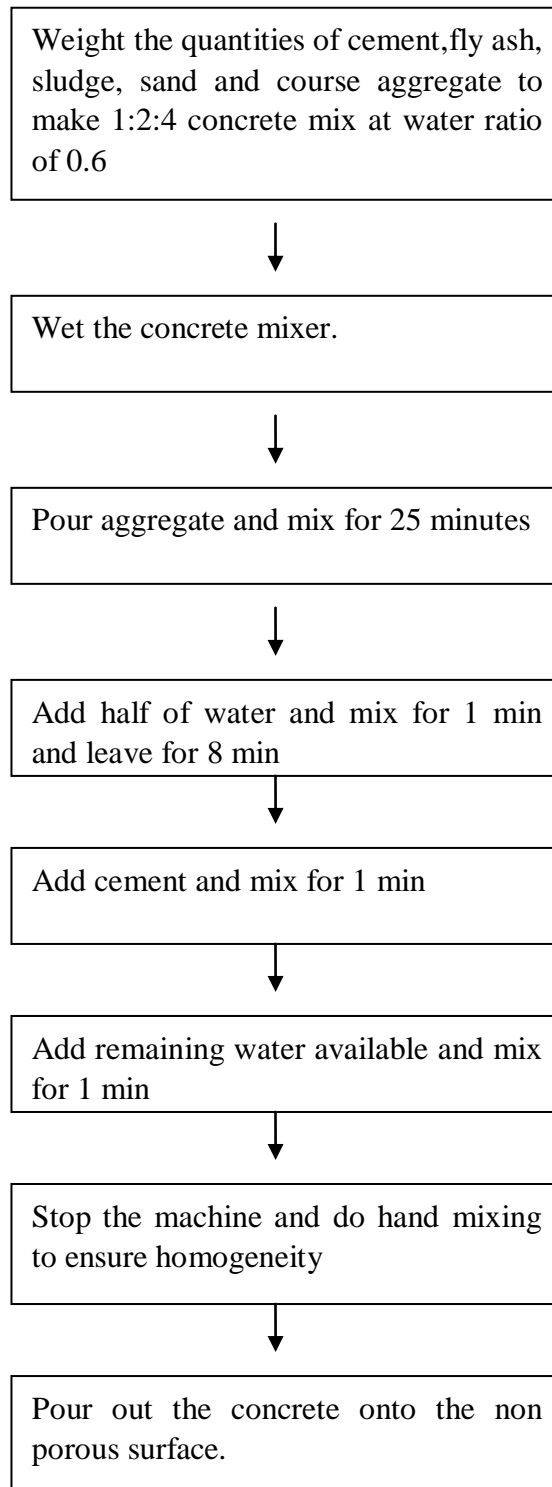 Weight the quantities of cement,fly ash,
sludge, sand and course aggregate to
make 1:2:4 concrete mix at water ratio
of 0.6
Wet the concrete mixer.
Pour aggregate and mix for 25 minutes
Add half of water and mix for 1 min
and leave for 8 min
Add cement and mix for 1 min
Add remaining water available and mix
for 1 min
Stop the machine and do hand mixing
to ensure homogeneity
Pour out the concrete onto the non
porous surface.